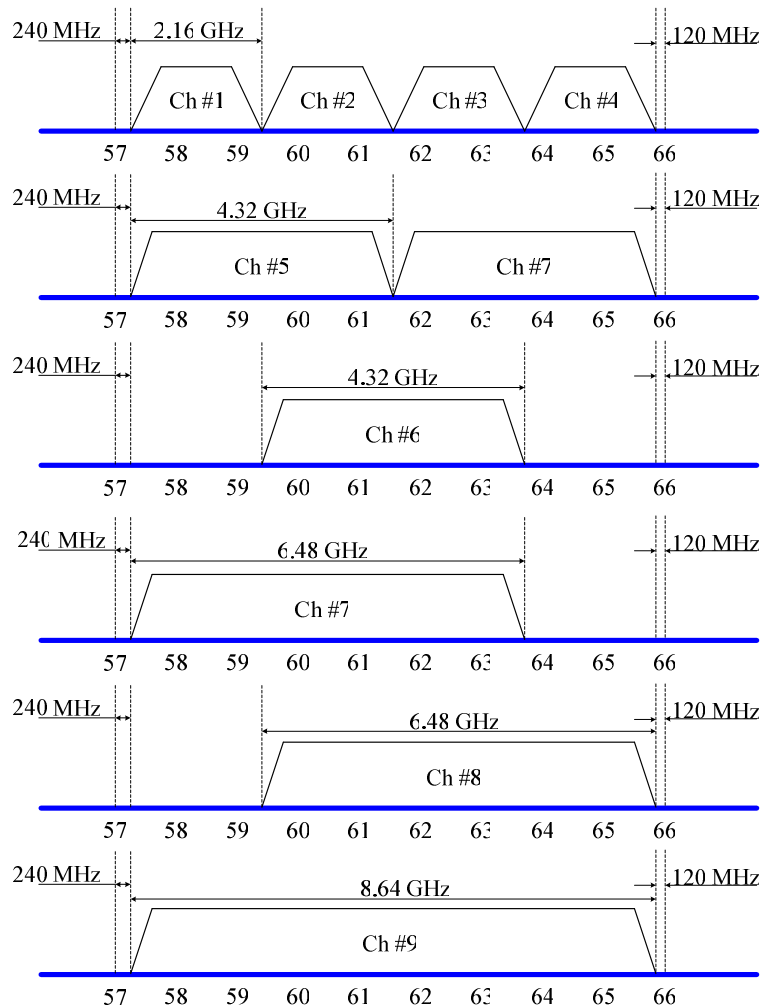 240 MHz 2.16 GHz 120 MHz
Ch #1 Ch #2 Ch #3 Ch #4
57 58 59 60 61 62 63 64 65 66
240 MHz 4.32 GHz 120 MHz
Ch #5 Ch #7
57 58 59 60 61 62 63 64 65 66
240 MHz 4.32 GHz 120 MHz
Ch #6
57 58 59 60 61 62 63 64 65 66
240 MHz 6.48 GHz 120 MHz
Ch #7
57 58 59 60 61 62 63 64 65 66
240 MHz 6.48 GHz 120 MHz
Ch #8
57 58 59 60 61 62 63 64 65 66
240 MHz 8.64 GHz 120 MHz
Ch #9
57 58 59 60 61 62 63 64 65 66